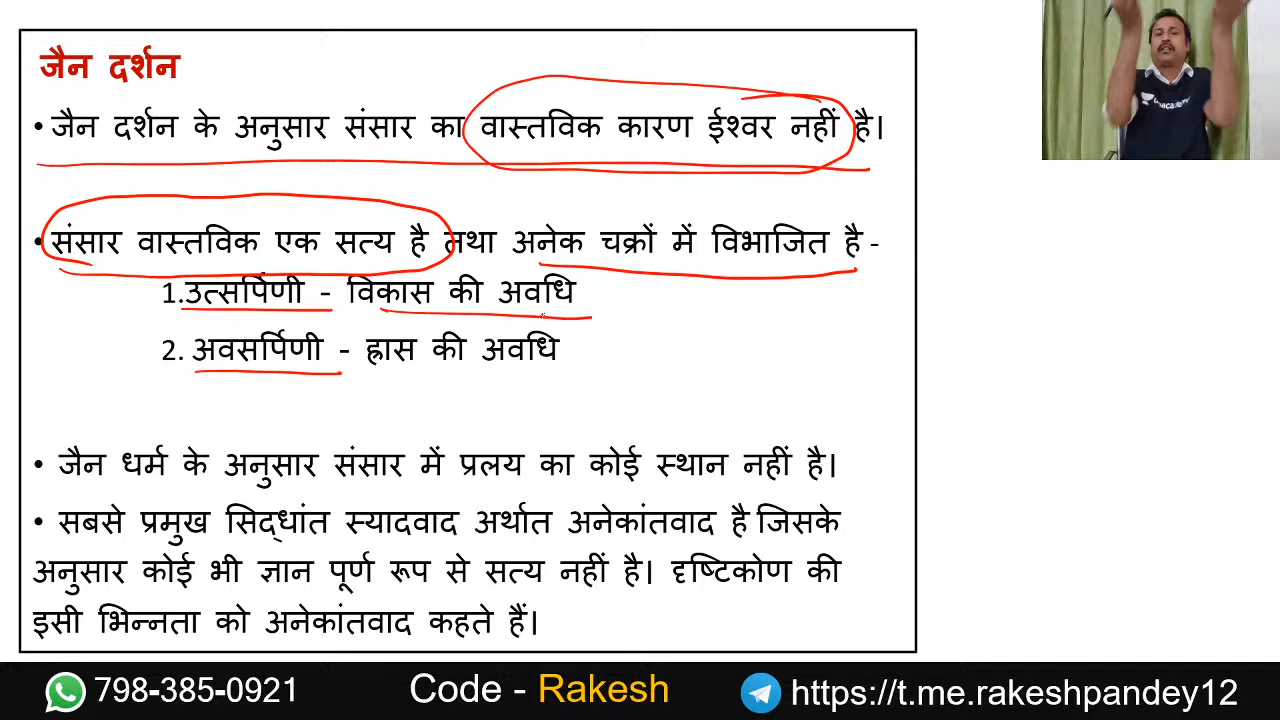 जैन दर्शन
• जैन दर्शन के अनुसार संसार का वास्तविक कारण ईश्वर नहीं है।
• संसार वास्तविक एक सत्य है तथा अनेक चक्रों में विभाजित है -
1.उत्सर्पिणी - विकास की अवधि
2. अवसर्पिणी - ह्रास की अवधि
• जैन धर्म के अनुसार संसार में प्रलय का कोई स्थान नहीं है।
• सबसे प्रमुख सिद्धांत स्यादवाद अर्थात अनेकांतवाद है जिसके
अनुसार कोई भी ज्ञान पूर्ण रूप से सत्य नहीं है। दृष्टिकोण की
इसी भिन्नता को अनेकांतवाद कहते हैं।
unacademy
798-385-0921
Code - Rakesh
https://t.me.rakeshpandey12